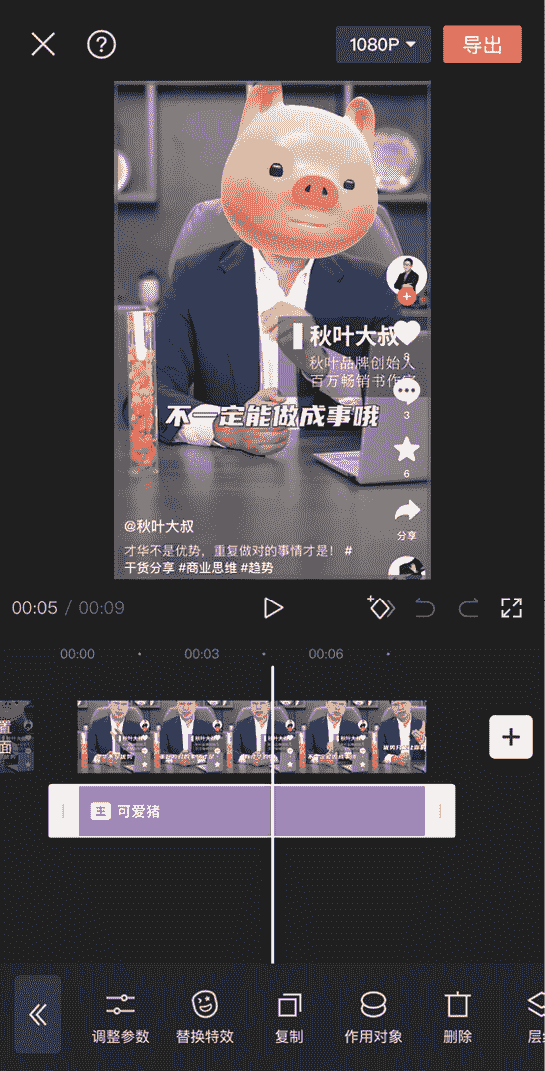 1080P
导出
秋叶大叔
秋叶品牌创始人
百万畅销书作家
不一定能做成事哦
3
6
分享
@秋叶大叔
才华不是优势，重复做对的事情才是！#
干货分享 #商业思维 #趋势
00:05 / 00:09
00:00
00:03
00:06
置
面
可爱猪
调整参数
替换特效
复制
作用对象
删除